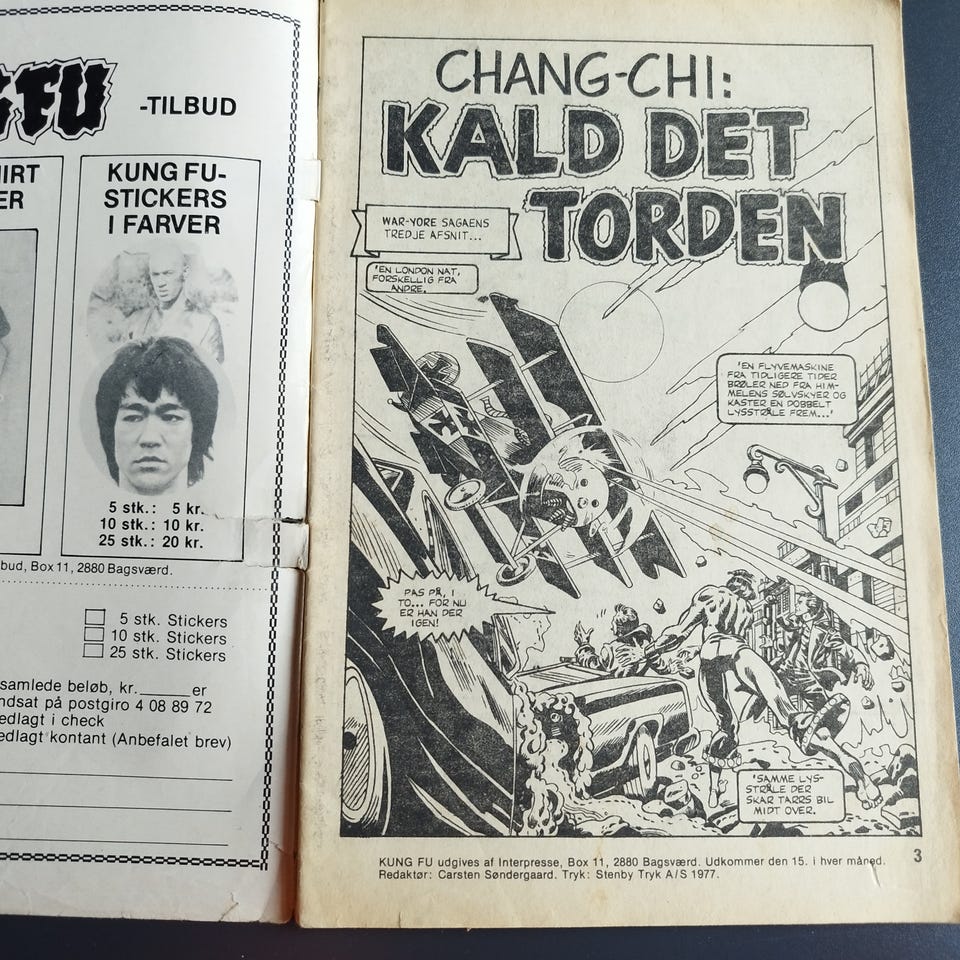 FU
-TILBUD
KUNG FU-
STICKERS
I FARVER
5 stk.: 5 kr.
10 stk.: 10 kr.
25 stk.: 20 kr.
bud, Box 11, 2880 Bagsværd.
5 stk. Stickers
10 stk. Stickers
25 stk. Stickers
samlede beløb, kr. er
ndsat på postgiro 4 08 89 72
edlagt i check
edlagt kontant (Anbefalet brev)
CHANG-CHI:
KALD DET
TORDEN
WAR-YORE SAGAENS
TREDJE AFSNIT...
'EN LONDON NAT,
FORSKELLIG FRA
ANDRE.
'EN FLYVEMASKINE
FRA TIDLIGERE TIDER
BRØLER NED FRA HIM-
MELENS SØLVSKYER OG
KASTER EN DOBBELT
LYSSTRÅLE FREM...'
PAS PÅ, I
TO... FOR NU
ER HAN DER
IGEN!
'SAMME LYS-
STRÅLE DER
SKAR TARRS BIL
MIDT OVER.
KUNG FU udgives af Interpresse, Box 11, 2880 Bagsværd. Udkommer den 15. i hver måned.
Redaktør: Carsten Søndergaard. Tryk: Stenby Tryk A/S 1977.
3